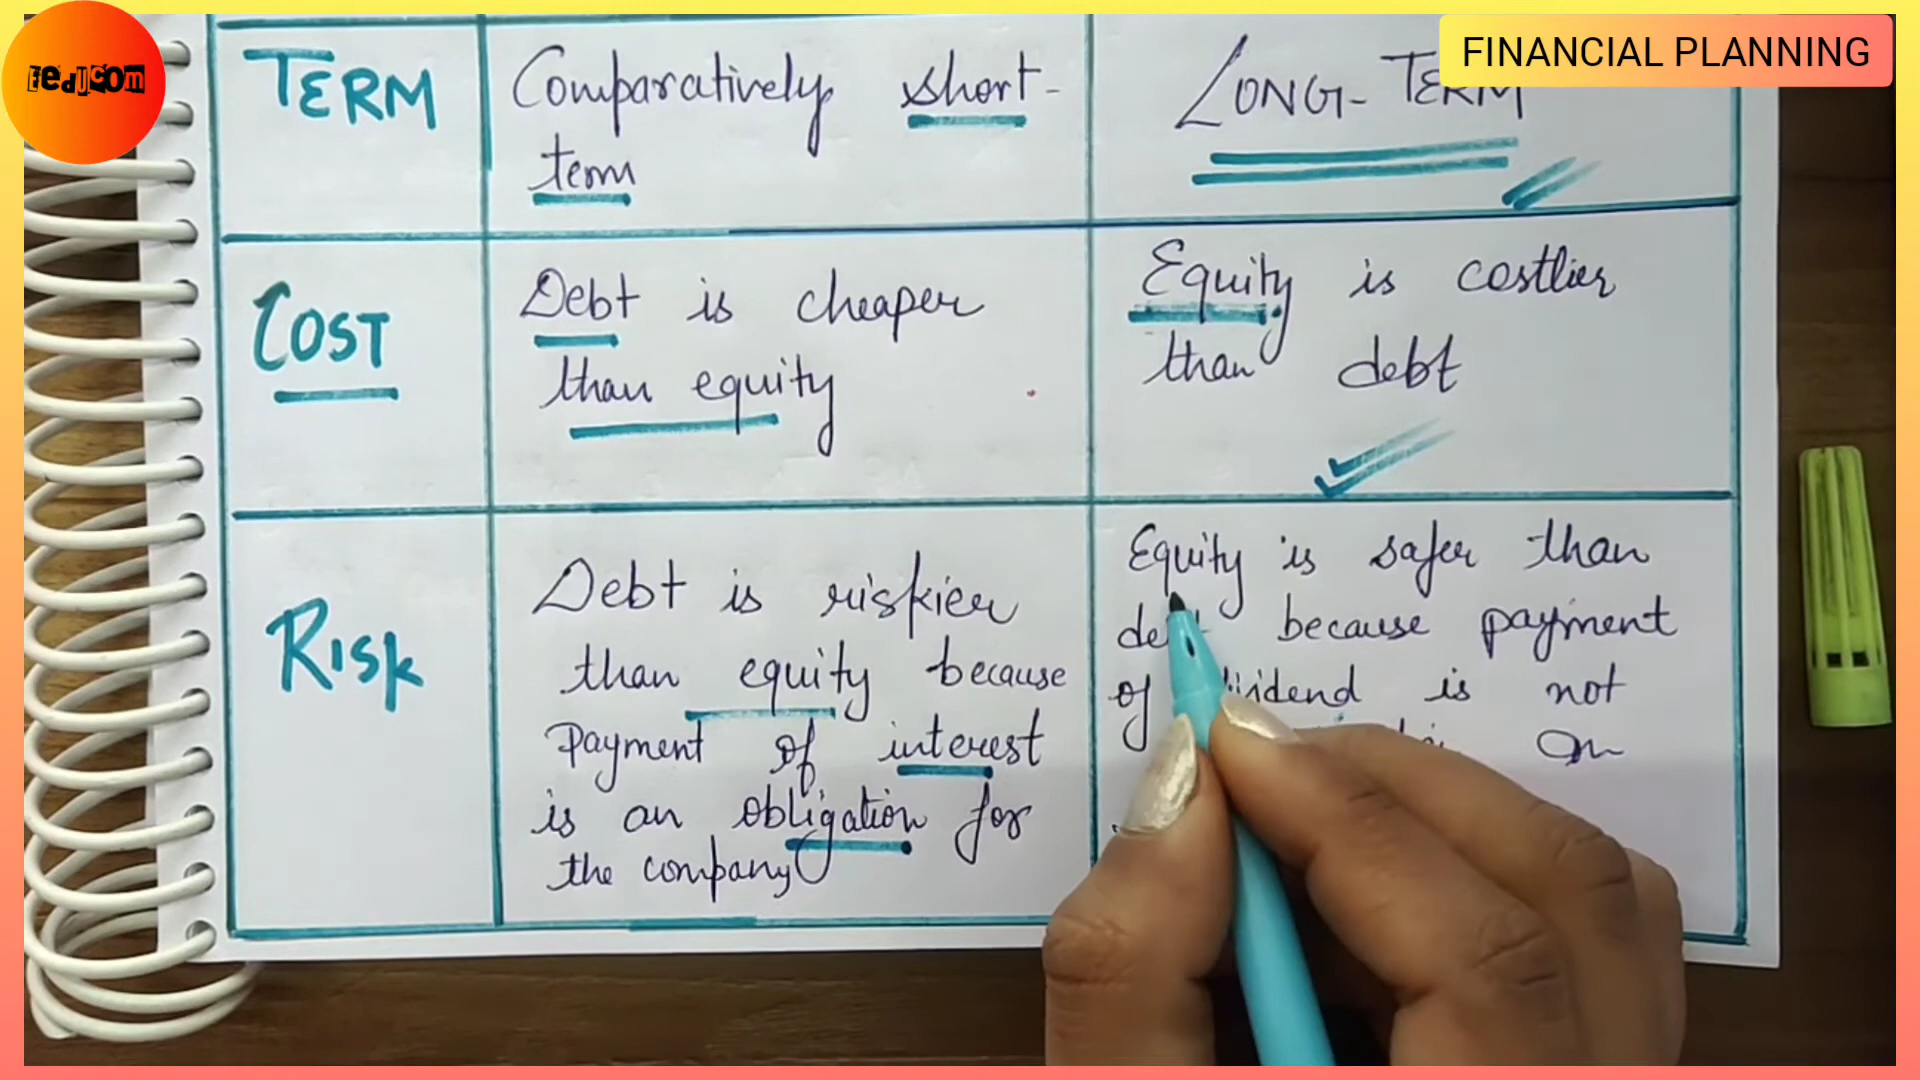 EeduCom
FINANCIAL PLANNING
TERM
Comparatively short-
term
LONG-TERM
COST
Debt is cheaper
than equity
Equity is costlier
than debt
RISK
Debt is riskier
than equity because
payment of interest
is an obligation for
the company
Equity is safer than
because payment
of is not